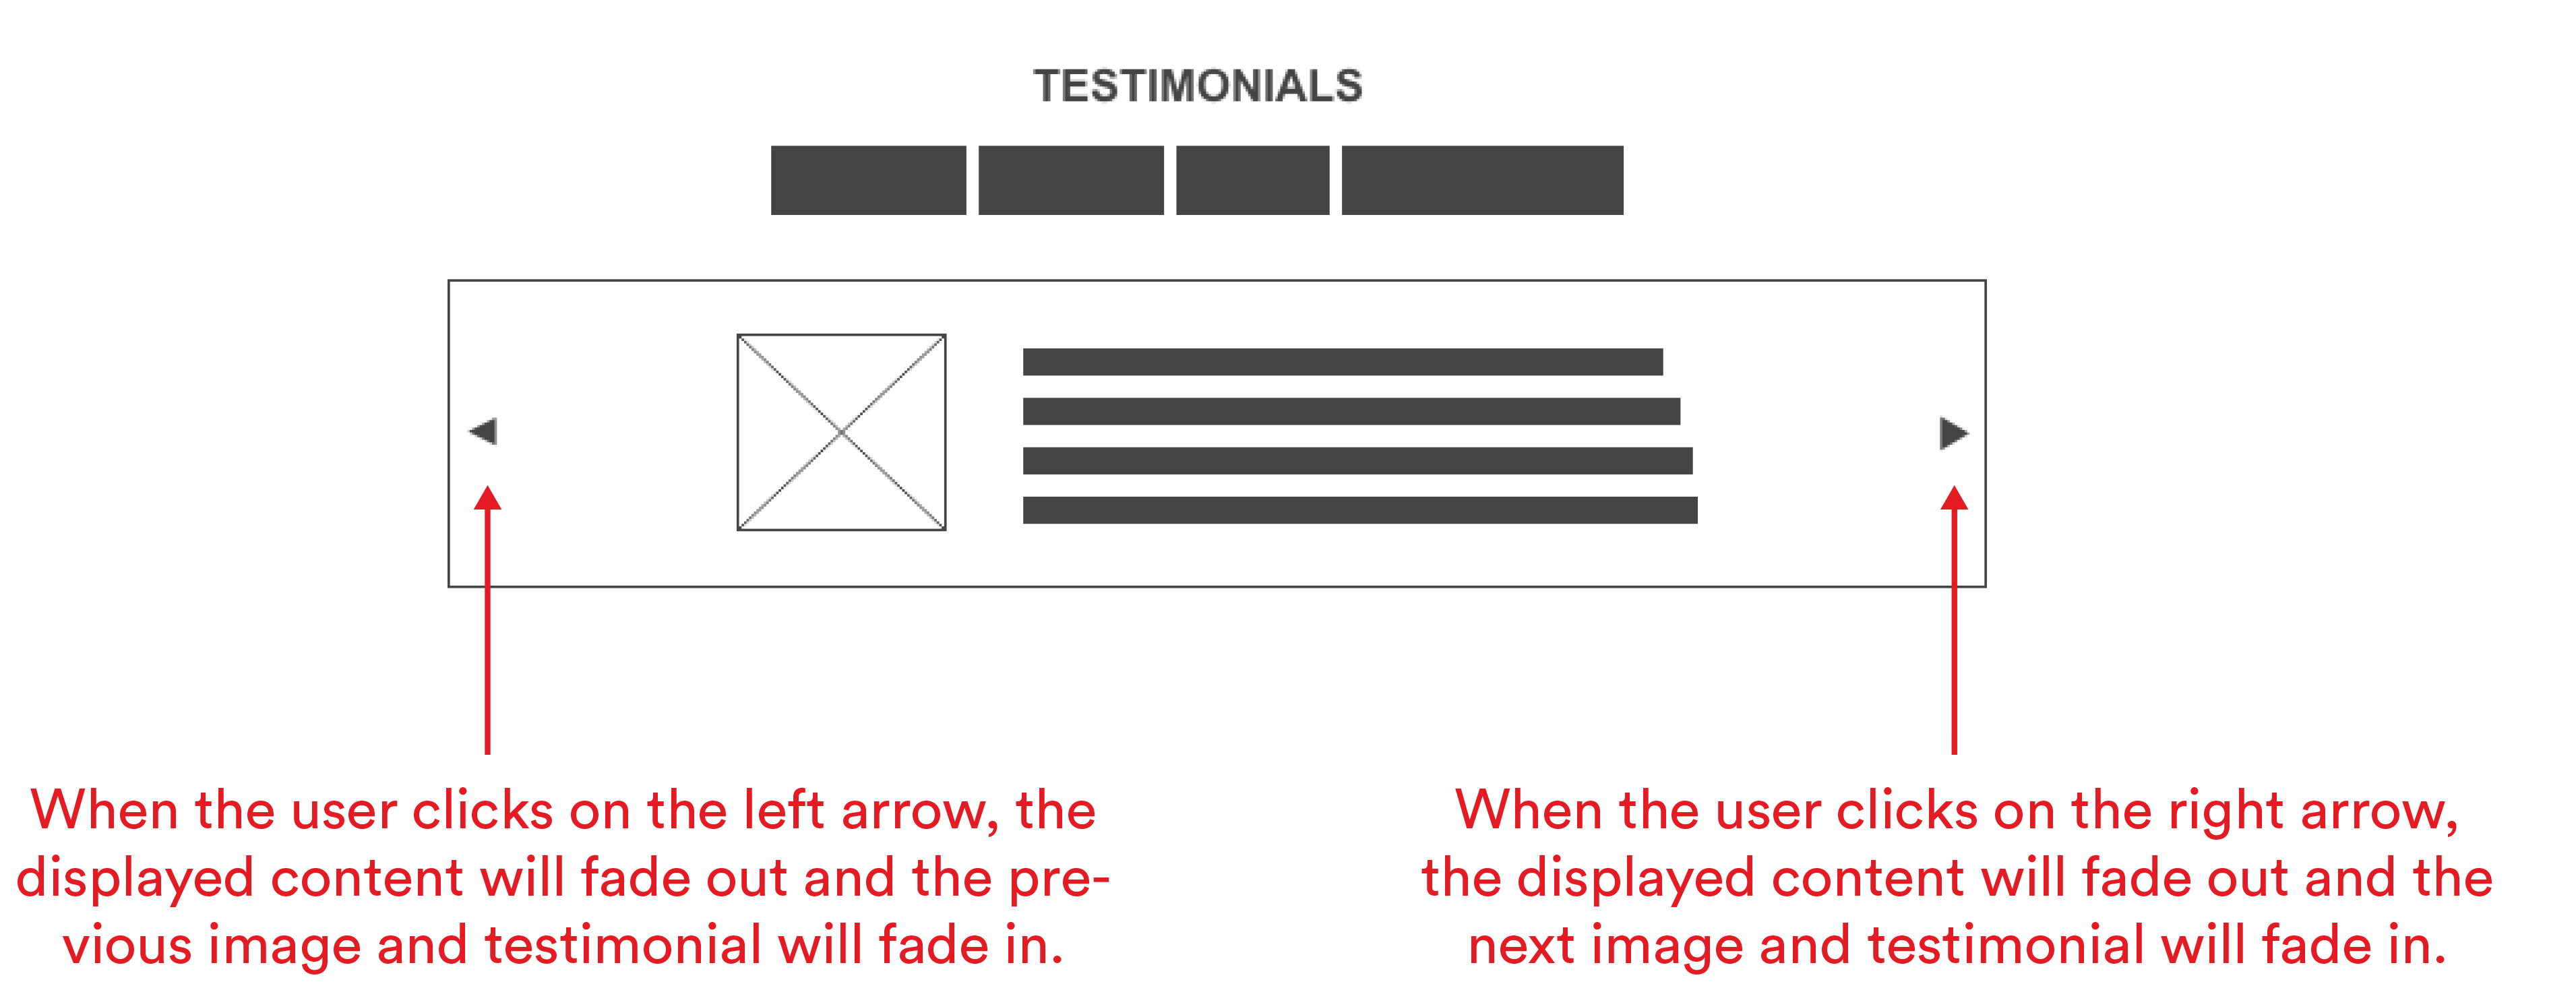 TESTIMONIALS
When the user clicks on the left arrow, the
displayed content will fade out and the pre-
vious image and testimonial will fade in.
When the user clicks on the right arrow,
the displayed content will fade out and the
next image and testimonial will fade in.